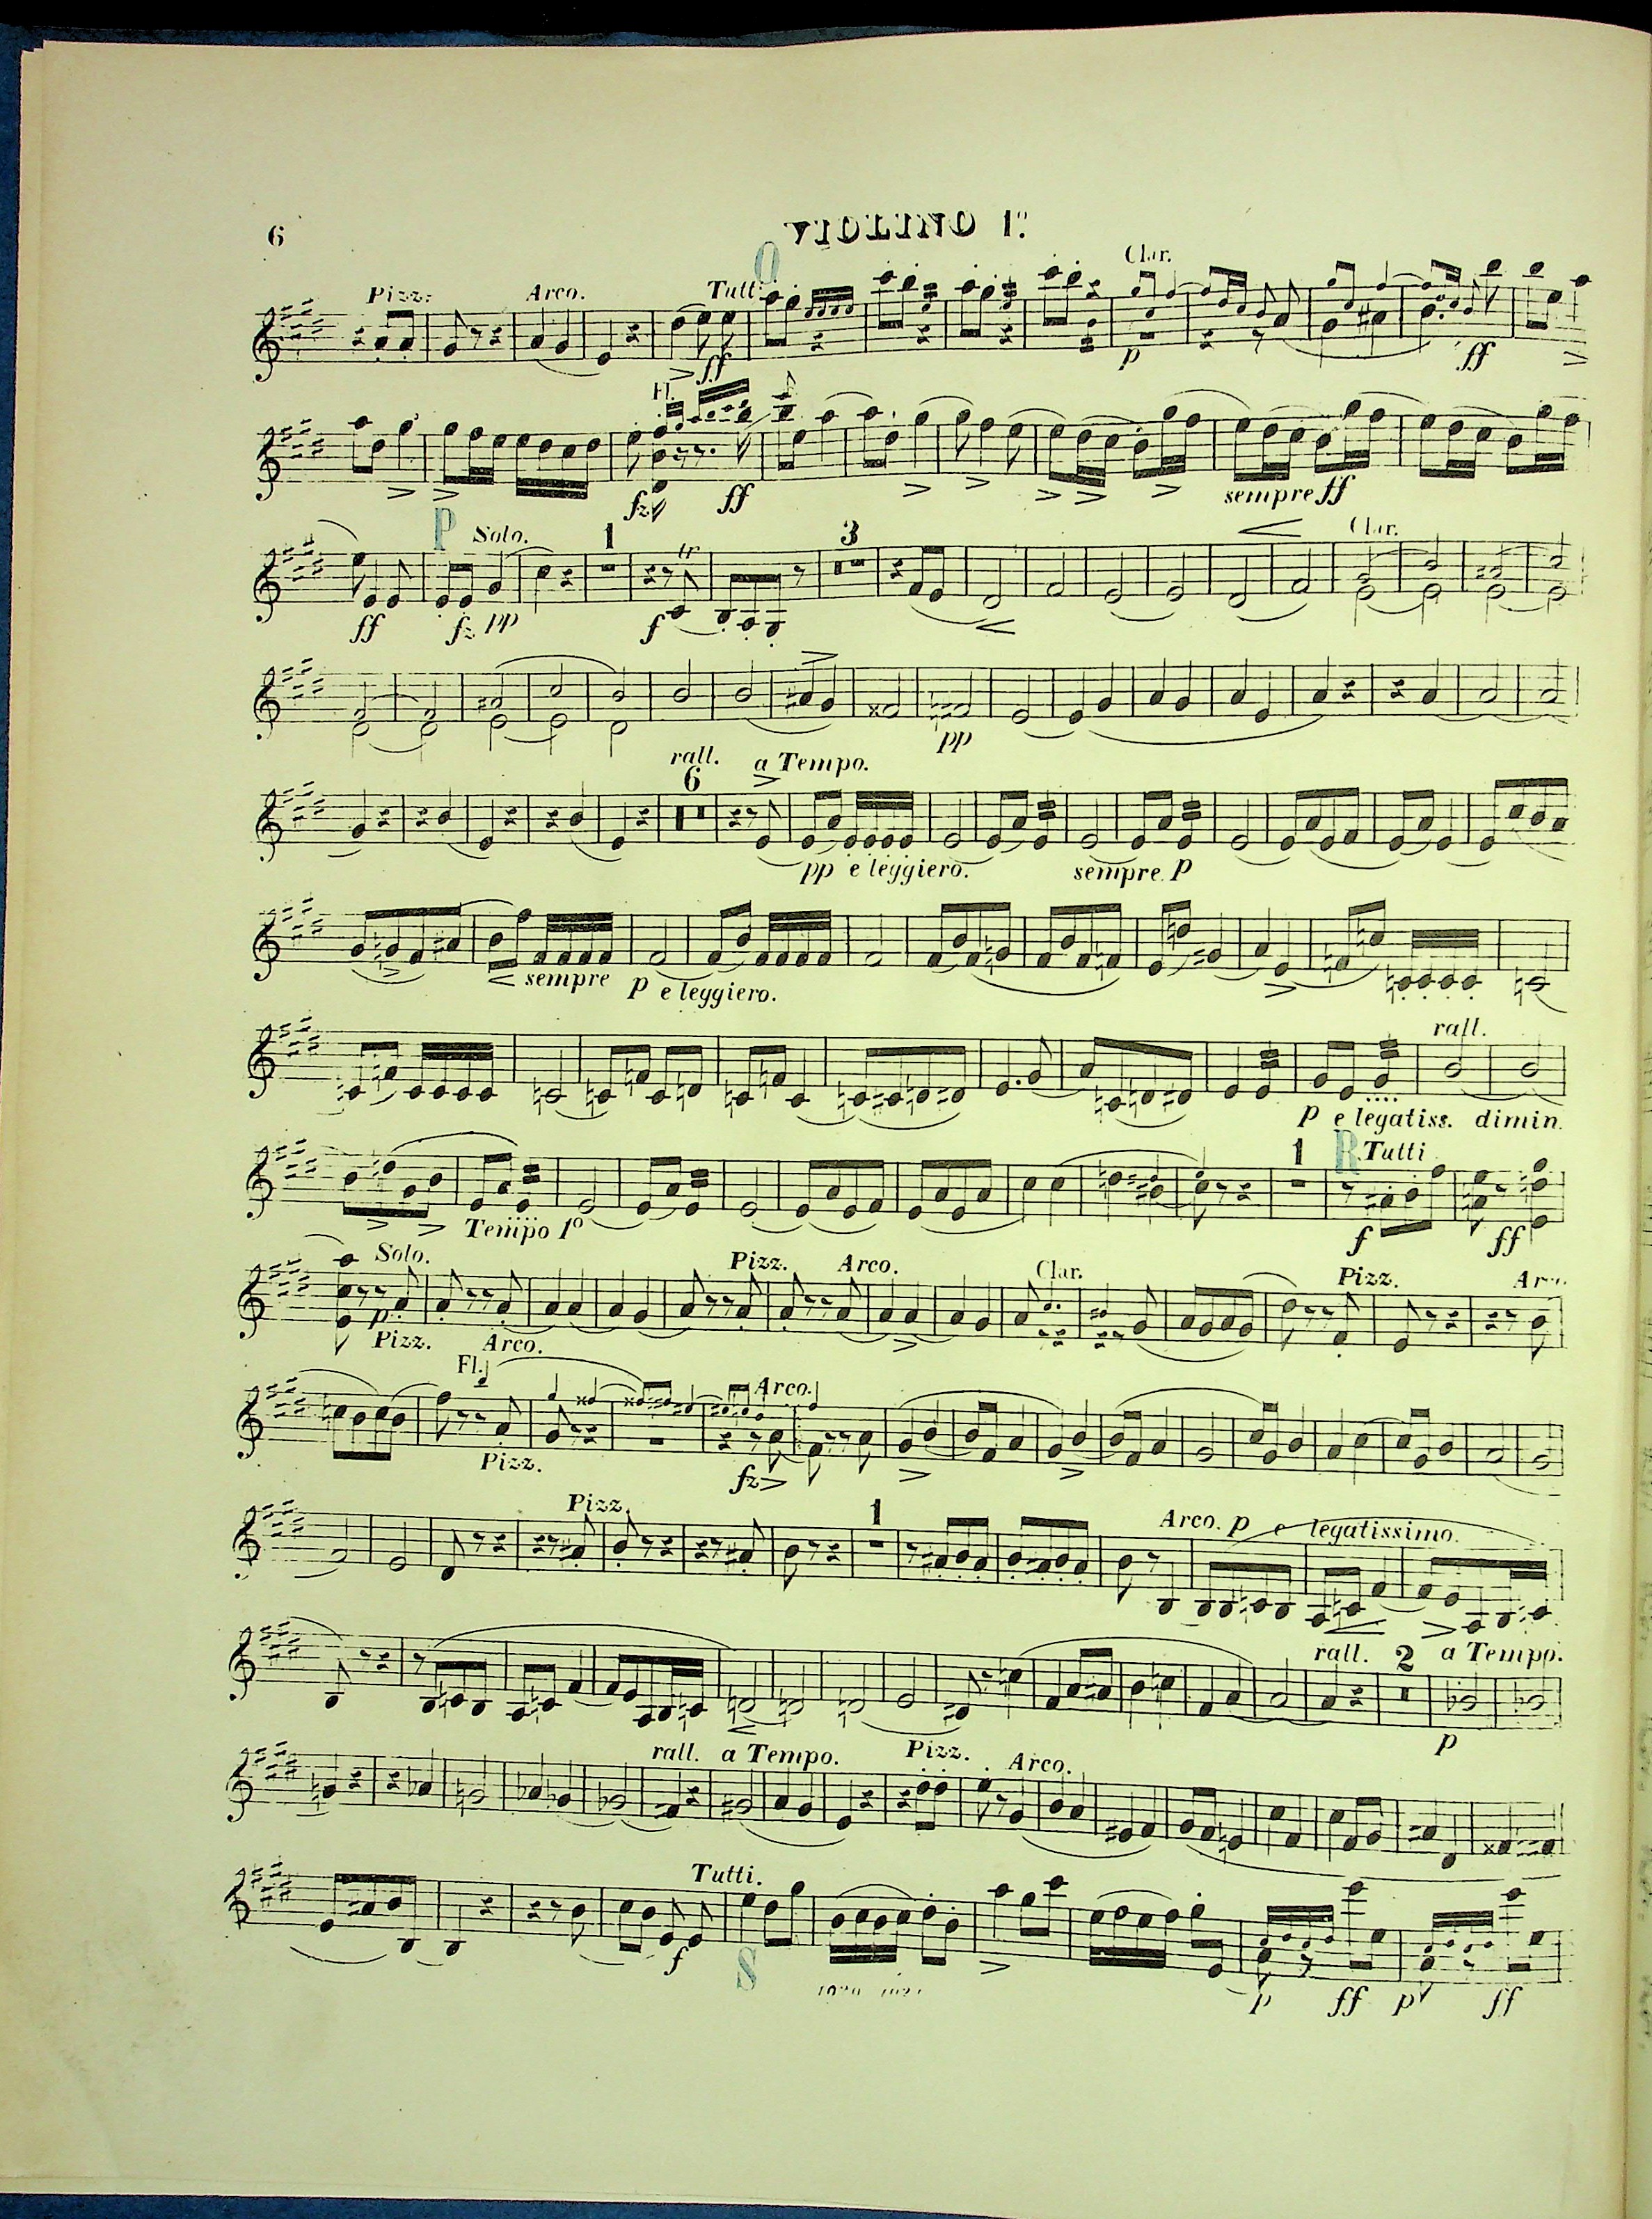 6
VIOLINO 1º.
O
Clar.
Pizz:
Arco.
Tutti
ff
p
ff
Fl.
fz
ff
sempre ff
P
Solo.
1
tr
3
Clar.
ff
fz
pp
f
pp
rall.
a Tempo.
6
pp e leggiero.
sempre p
sempre p e leggiero.
rall.
p e legatiss. dimin.
1
R
Tutti
Tempo 1º
f
ff
Solo.
Pizz.
Arco.
Clar.
Pizz.
p
Pizz.
Arco.
Fl.
Arco.
Pizz.
fz
Pizz.
1
Arco. p e legatissimo.
rall.
2
a Tempo.
p
rall.
a Tempo.
Pizz.
Arco.
Tutti.
f
S
p
ff
p
ff